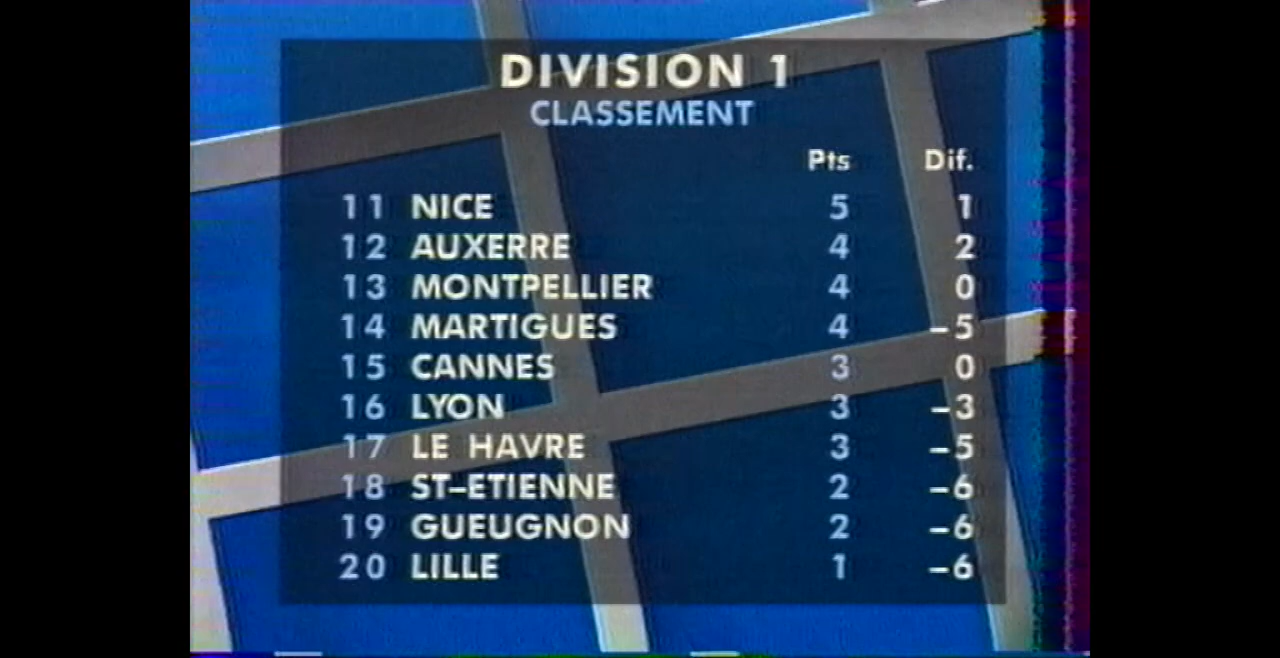 DIVISION 1
CLASSEMENT
Pts Dif.
11 NICE 5 1
12 AUXERRE 4 2
13 MONTPELLIER 4 0
14 MARTIGUES 4 –5
15 CANNES 3 0
16 LYON 3 –3
17 LE HAVRE 3 –5
18 ST–ETIENNE 2 –6
19 GUEUGNON 2 –6
20 LILLE 1 –6